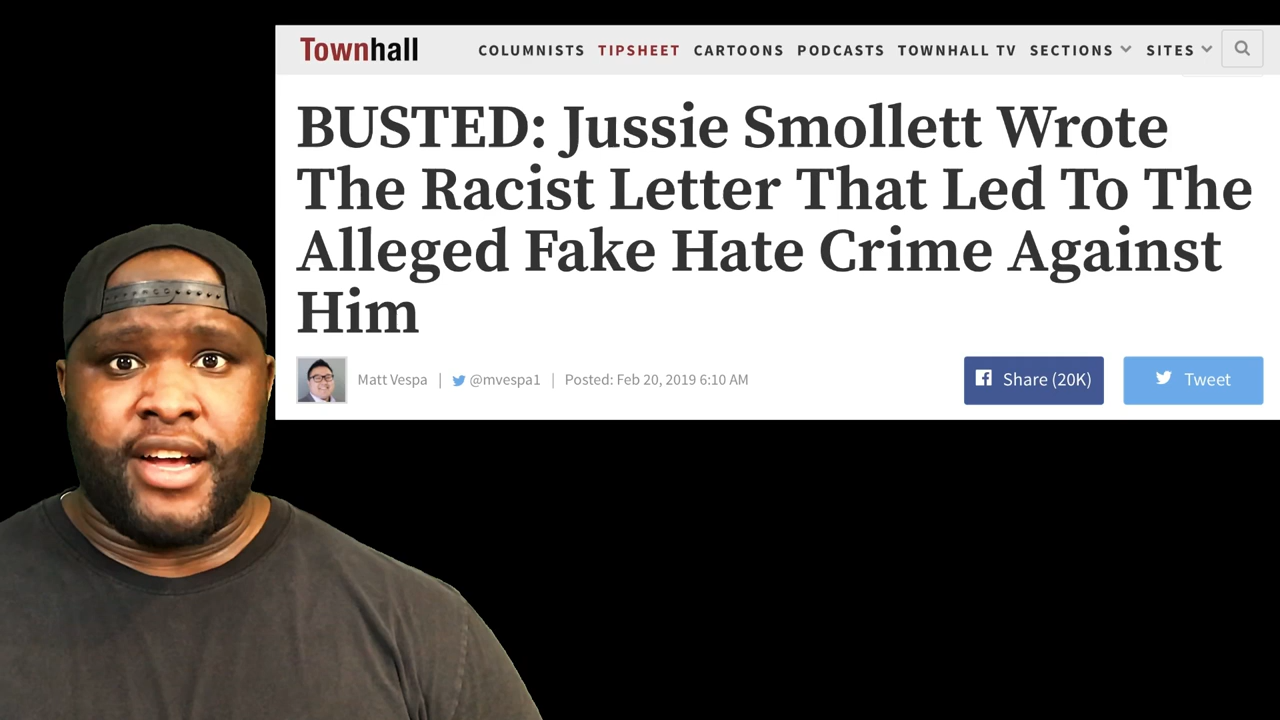 Townhall COLUMNISTS TIPSHEET CARTOONS PODCASTS TOWNHALL TV SECTIONS SITES
BUSTED: Jussie Smollett Wrote
The Racist Letter That Led To The
Alleged Fake Hate Crime Against
Him
Matt Vespa | @mvespa1 | Posted: Feb 20, 2019 6:10 AM Share (20K) Tweet